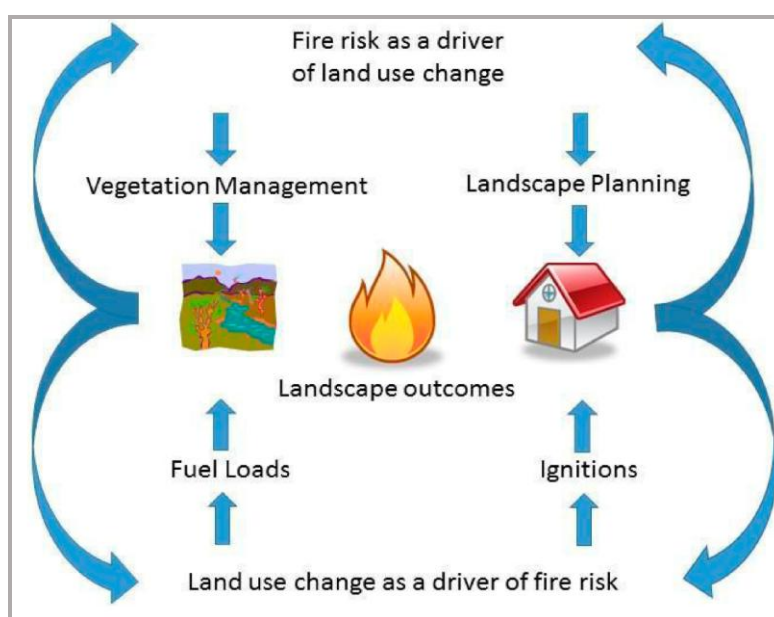 Fire risk as a driver
of land use change
Vegetation Management
Landscape Planning
Landscape outcomes
Fuel Loads
Ignitions
Land use change as a driver of fire risk